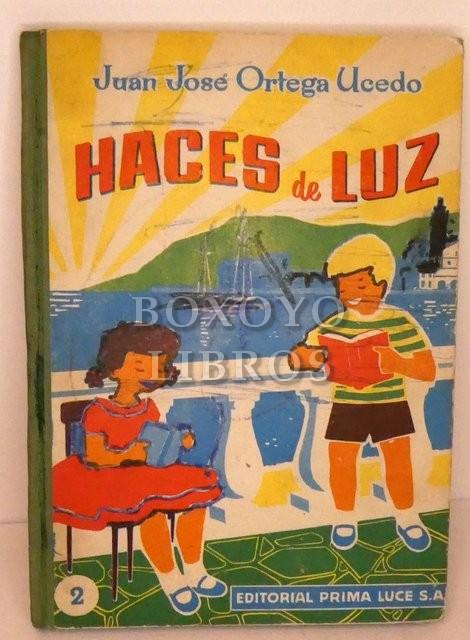 Juan José Ortega Ucedo
HACES de LUZ
BOXOYO
LIBROS
2
EDITORIAL PRIMA LUCE S.A.